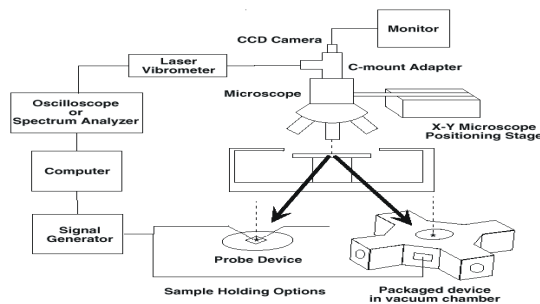 Monitor
CCD Camera
Laser
Vibrometer
C-mount Adapter
Microscope
Oscilloscope
or
Spectrum Analyzer
X-Y Microscope
Positioning Stage
Computer
Signal
Generator
Probe Device
Sample Holding Options
Packaged device
in vacuum chamber